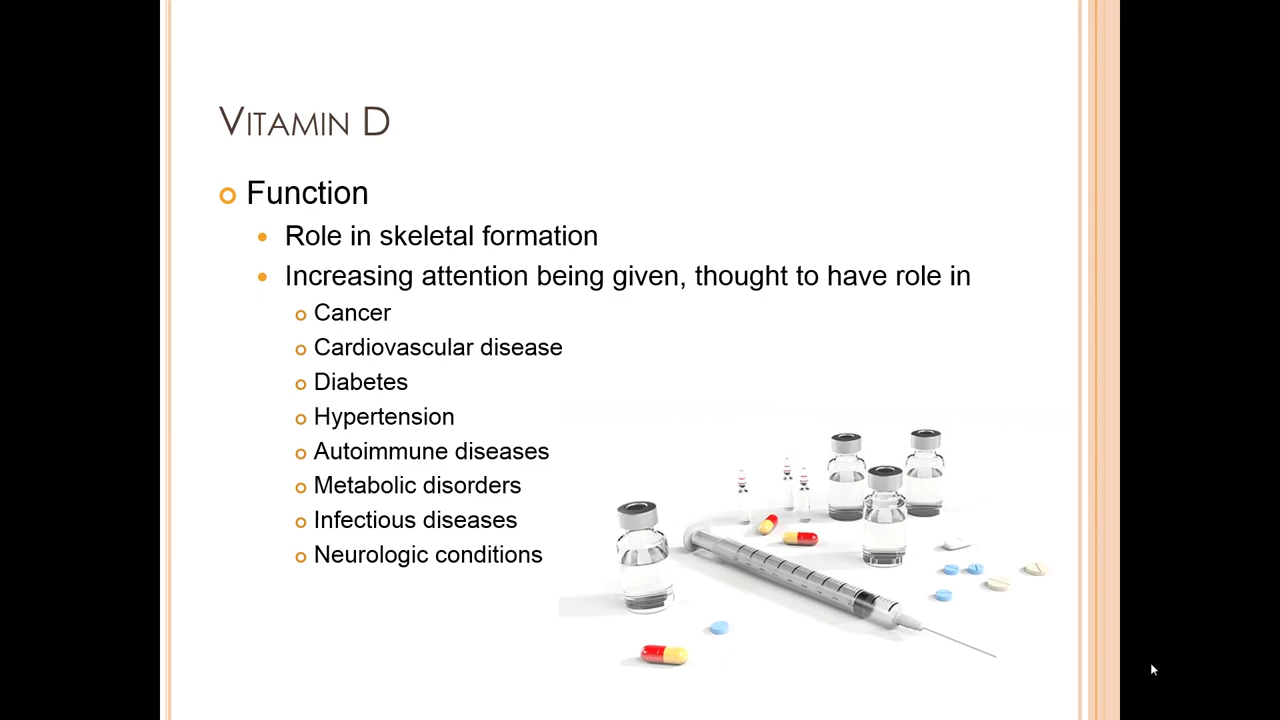 Vitamin D
Function
Role in skeletal formation
Increasing attention being given, thought to have role in
Cancer
Cardiovascular disease
Diabetes
Hypertension
Autoimmune diseases
Metabolic disorders
Infectious diseases
Neurologic conditions